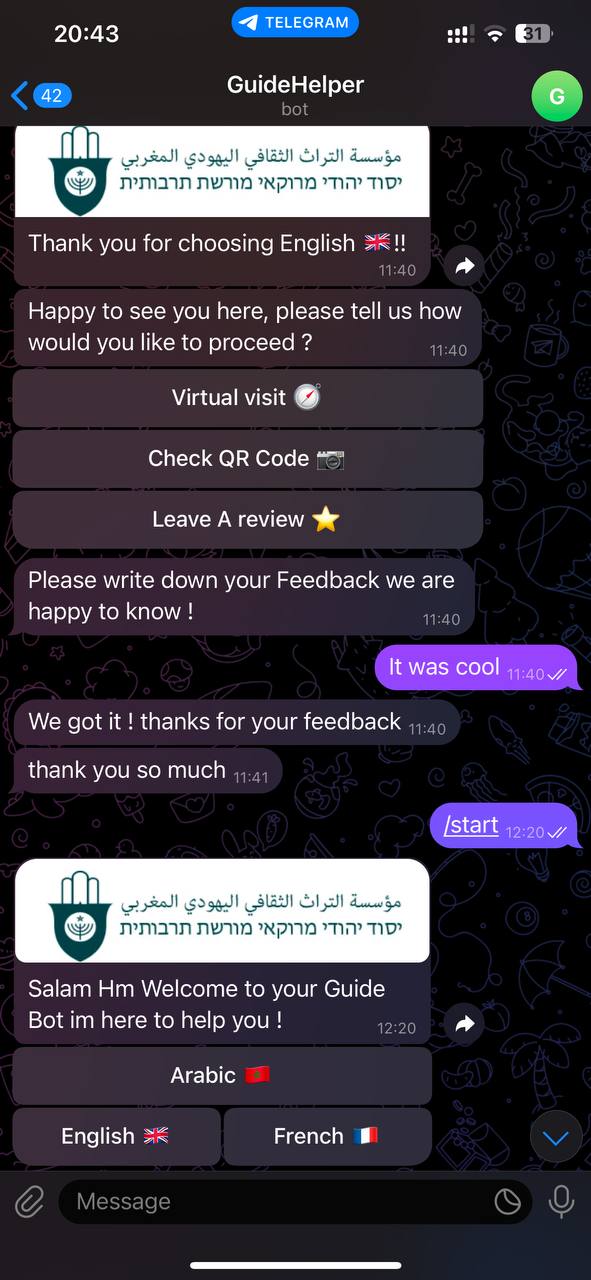 20:43
TELEGRAM
31
42
GuideHelper
bot
G
مؤسسة التراث الثقافي اليهودي المغربي
יסוד יהודי מרוקאי מורשת תרבותית
Thank you for choosing English 🇬🇧!!
11:40
Happy to see you here, please tell us how
would you like to proceed ?
11:40
Virtual visit 🧭
Check QR Code 📷
Leave A review ⭐
Please write down your Feedback we are
happy to know !
11:40
It was cool 11:40
We got it ! thanks for your feedback 11:40
thank you so much 11:41
/start 12:20
مؤسسة التراث الثقافي اليهودي المغربي
יסוד יהודי מרוקאי מורשת תרבותית
Salam Hm Welcome to your Guide
Bot im here to help you !
12:20
Arabic 🇲🇦
English 🇬🇧 French 🇫🇷
Message